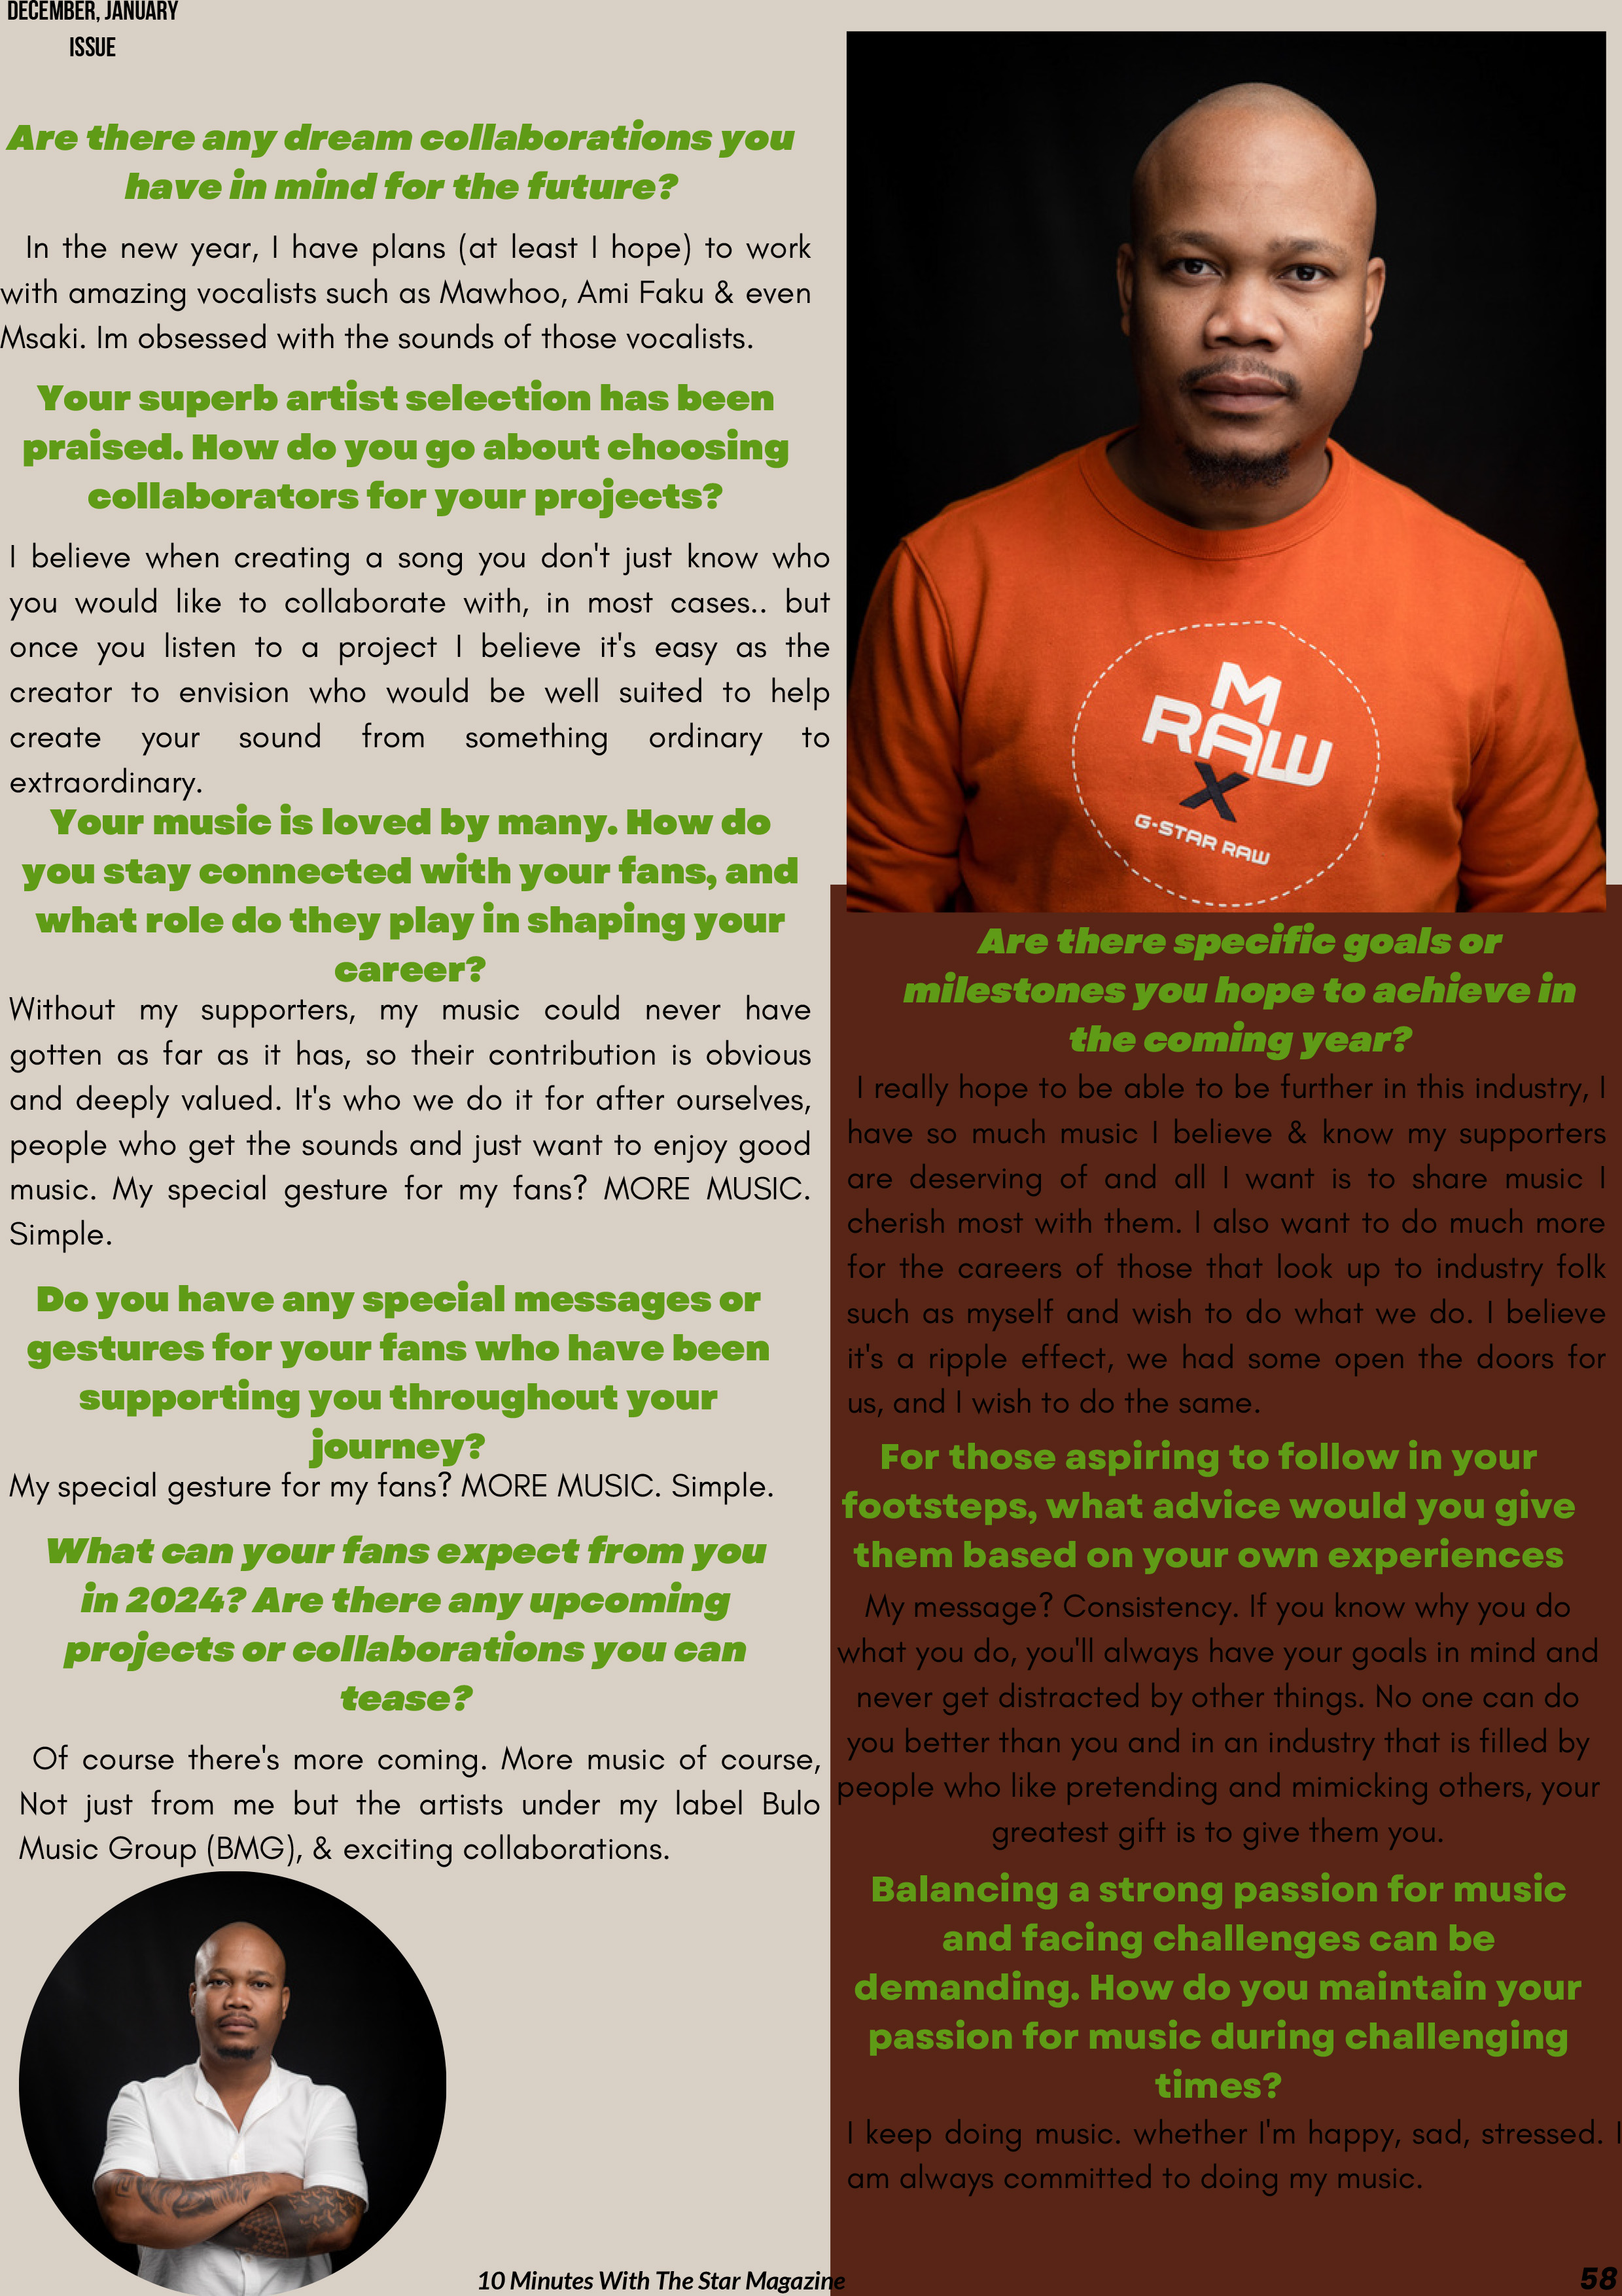 DECEMBER, JANUARY
ISSUE
Are there any dream collaborations you
have in mind for the future?
In the new year, I have plans (at least I hope) to work
with amazing vocalists such as Mawhoo, Ami Faku & even
Msaki. Im obsessed with the sounds of those vocalists.
Your superb artist selection has been
praised. How do you go about choosing
collaborators for your projects?
I believe when creating a song you don't just know who
you would like to collaborate with, in most cases.. but
once you listen to a project I believe it's easy as the
creator to envision who would be well suited to help
create your sound from something ordinary to
extraordinary.
Your music is loved by many. How do
you stay connected with your fans, and
what role do they play in shaping your
career?
Without my supporters, my music could never have
gotten as far as it has, so their contribution is obvious
and deeply valued. It's who we do it for after ourselves,
people who get the sounds and just want to enjoy good
music. My special gesture for my fans? MORE MUSIC.
Simple.
Do you have any special messages or
gestures for your fans who have been
supporting you throughout your
journey?
My special gesture for my fans? MORE MUSIC. Simple.
What can your fans expect from you
in 2024? Are there any upcoming
projects or collaborations you can
tease?
Of course there's more coming. More music of course,
Not just from me but the artists under my label Bulo
Music Group (BMG), & exciting collaborations.
M
RAW
X
G-STAR RAW
Are there specific goals or
milestones you hope to achieve in
the coming year?
I really hope to be able to be further in this industry, I
have so much music I believe & know my supporters
are deserving of and all I want is to share music I
cherish most with them. I also want to do much more
for the careers of those that look up to industry folk
such as myself and wish to do what we do. I believe
it's a ripple effect, we had some open the doors for
us, and I wish to do the same.
For those aspiring to follow in your
footsteps, what advice would you give
them based on your own experiences
My message? Consistency. If you know why you do
what you do, you'll always have your goals in mind and
never get distracted by other things. No one can do
you better than you and in an industry that is filled by
people who like pretending and mimicking others, your
greatest gift is to give them you.
Balancing a strong passion for music
and facing challenges can be
demanding. How do you maintain your
passion for music during challenging
times?
I keep doing music. whether I'm happy, sad, stressed. I
am always committed to doing my music.
10 Minutes With The Star Magazine
58